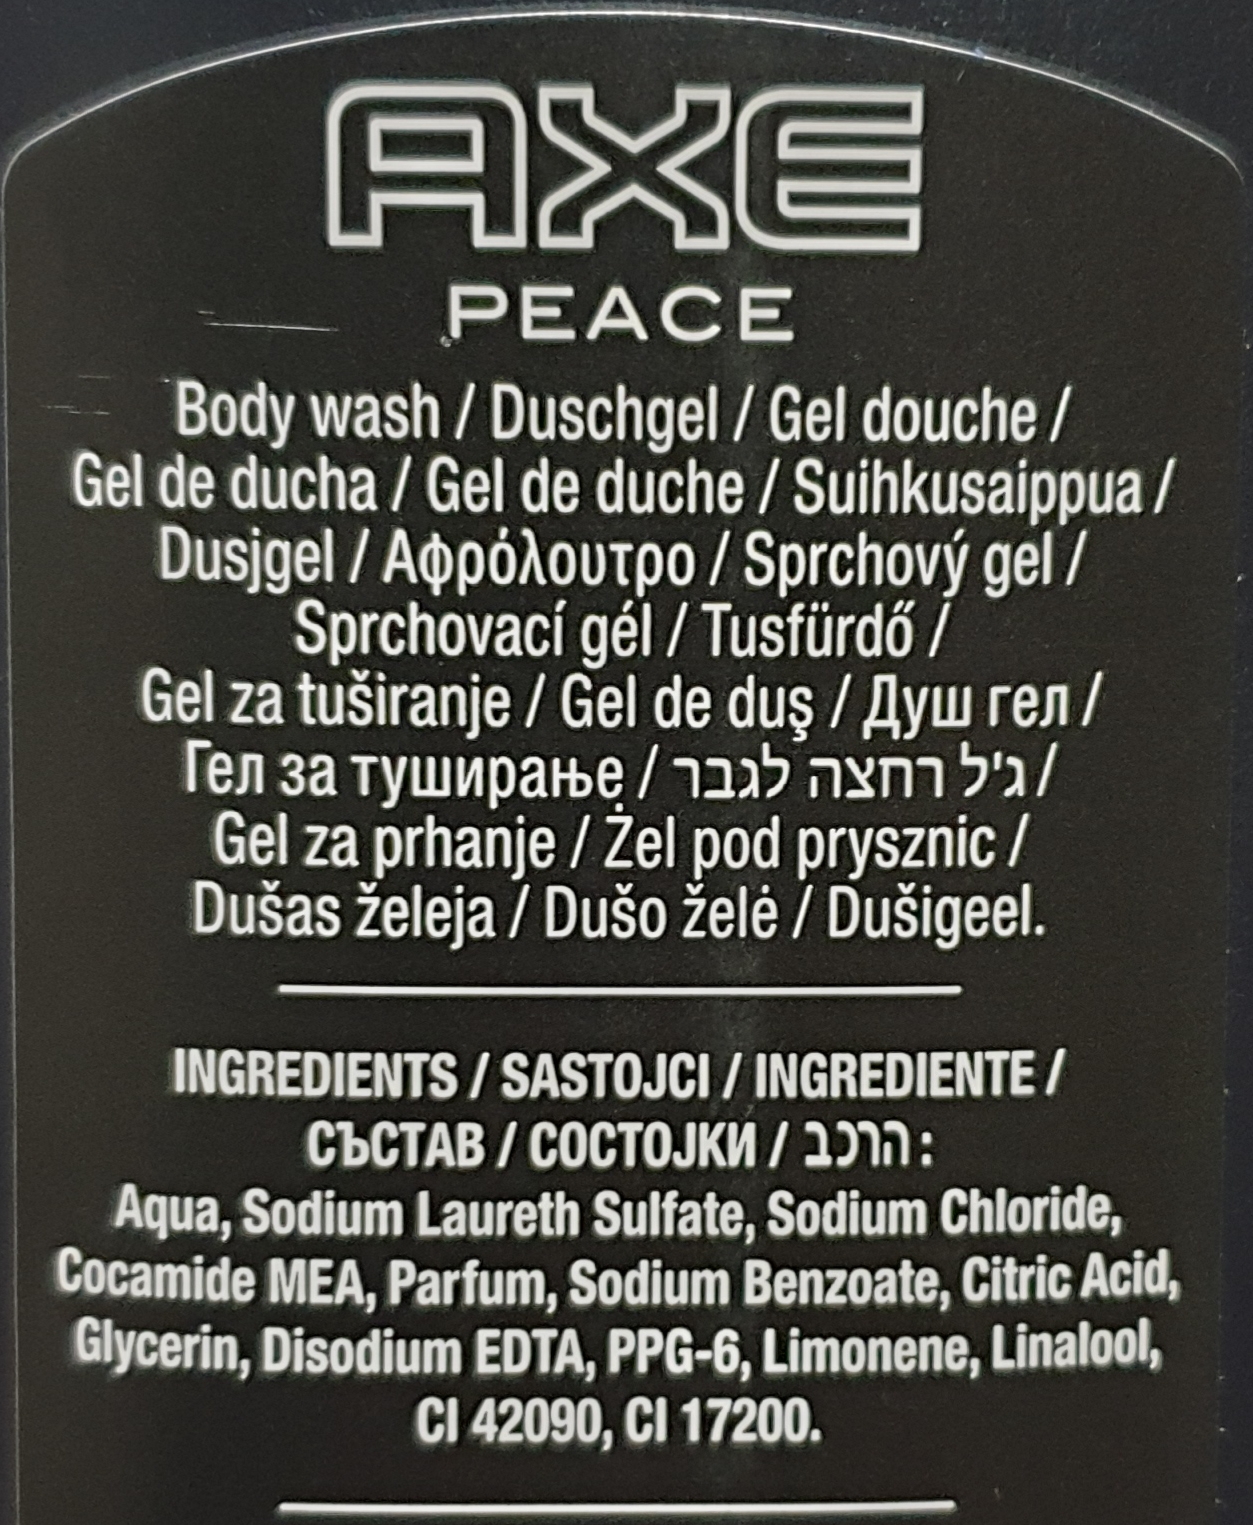 AXE
PEACE
Body wash / Duschgel / Gel douche /
Gel de ducha / Gel de duche / Suihkusaippua /
Dusjgel / Αφρόλουτρο / Sprchový gel /
Sprchovací gél / Tusfürdő /
Gel za tuširanje / Gel de duş / Душ гел /
Гел за туширање / ג'ל רחצה לגבר /
Gel za prhanje / Żel pod prysznic /
Dušas želeja / Dušo želė / Dušigeel.
INGREDIENTS / SASTOJCI / INGREDIENTE /
СЪСТАВ / СОСТОЈКИ / הרכב:
Aqua, Sodium Laureth Sulfate, Sodium Chloride,
Cocamide MEA, Parfum, Sodium Benzoate, Citric Acid,
Glycerin, Disodium EDTA, PPG-6, Limonene, Linalool,
CI 42090, CI 17200.